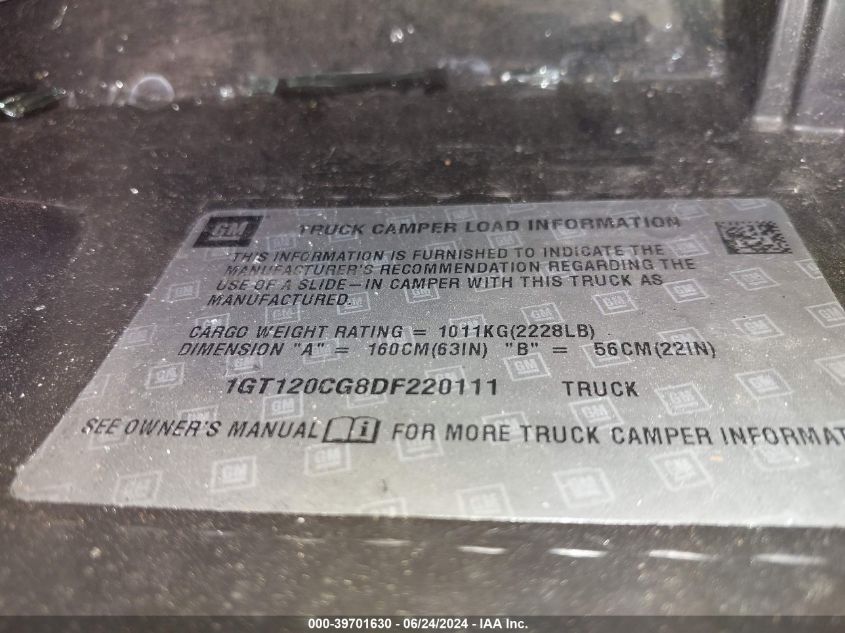 GM TRUCK CAMPER LOAD INFORMATION
THIS INFORMATION IS FURNISHED TO INDICATE THE
MANUFACTURER'S RECOMMENDATION REGARDING THE
USE OF A SLIDE-IN CAMPER WITH THIS TRUCK AS
MANUFACTURED.
CARGO WEIGHT RATING = 1011KG(2228LB)
DIMENSION "A" = 160CM(63IN) "B" = 56CM(22IN)
1GT120CG8DF220111 TRUCK
SEE OWNER'S MANUAL i FOR MORE TRUCK CAMPER INFORMAT
000-39701630 - 06/24/2024 - IAA Inc.